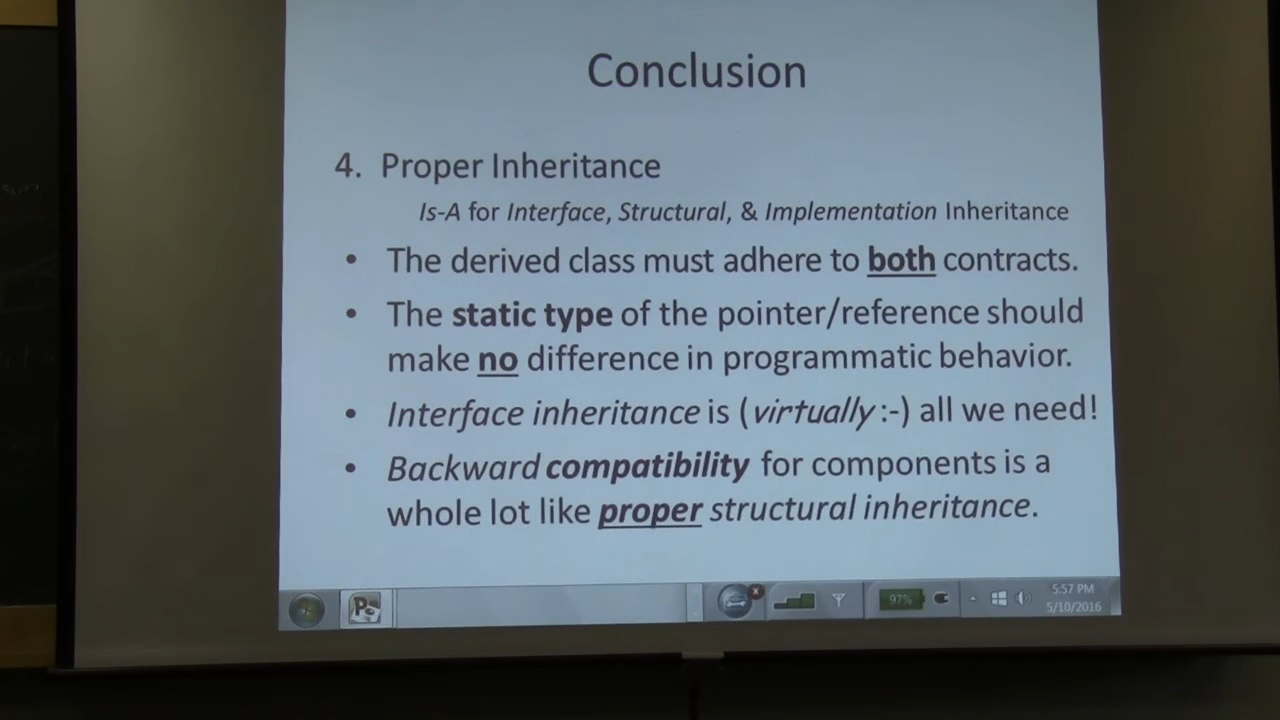 Conclusion
4. Proper Inheritance
Is-A for Interface, Structural, & Implementation Inheritance
• The derived class must adhere to both contracts.
• The static type of the pointer/reference should
make no difference in programmatic behavior.
• Interface inheritance is (virtually :-) all we need!
• Backward compatibility for components is a
whole lot like proper structural inheritance.
97%
5:57 PM
5/10/2016